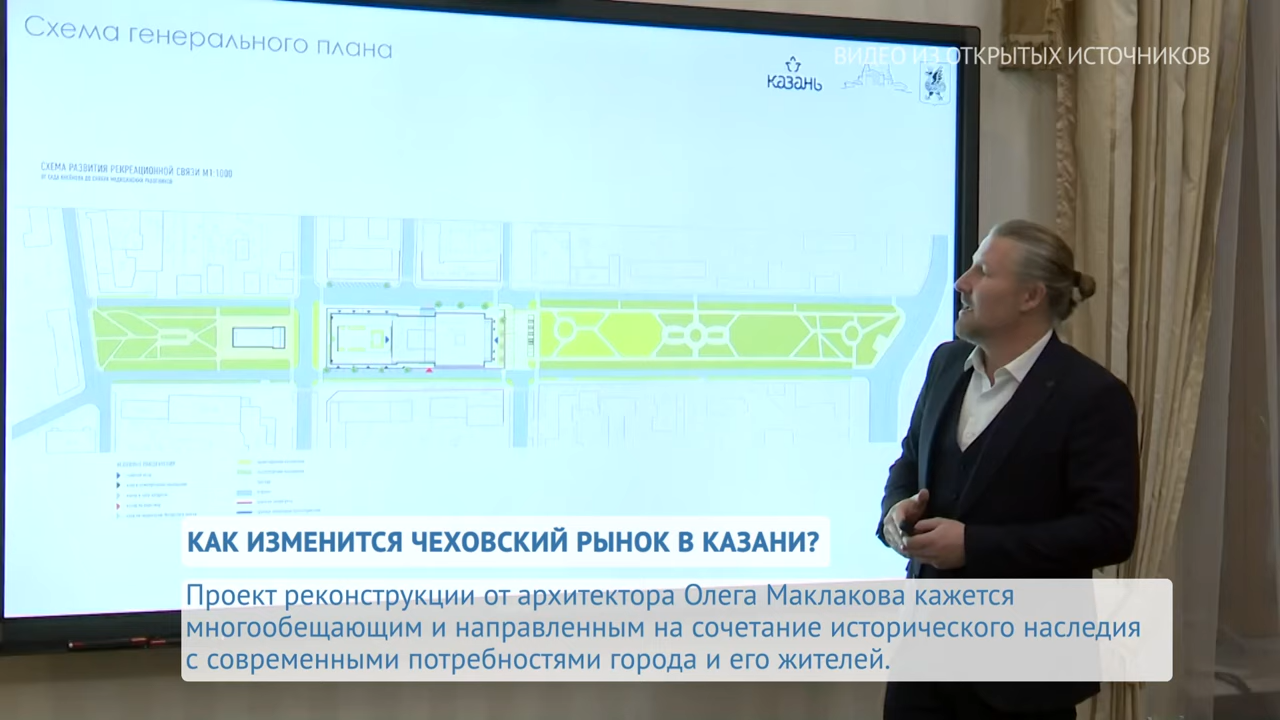 Схема генерального плана
ВИДЕО ИЗ ОТКРЫТЫХ ИСТОЧНИКОВ
казань
СХЕМА РАЗВИТИЯ РЕКРЕАЦИОННОЙ СВЯЗИ М1:1000
КАК ИЗМЕНИТСЯ ЧЕХОВСКИЙ РЫНОК В КАЗАНИ?
Проект реконструкции от архитектора Олега Маклакова кажется
многообещающим и направленным на сочетание исторического наследия
с современными потребностями города и его жителей.